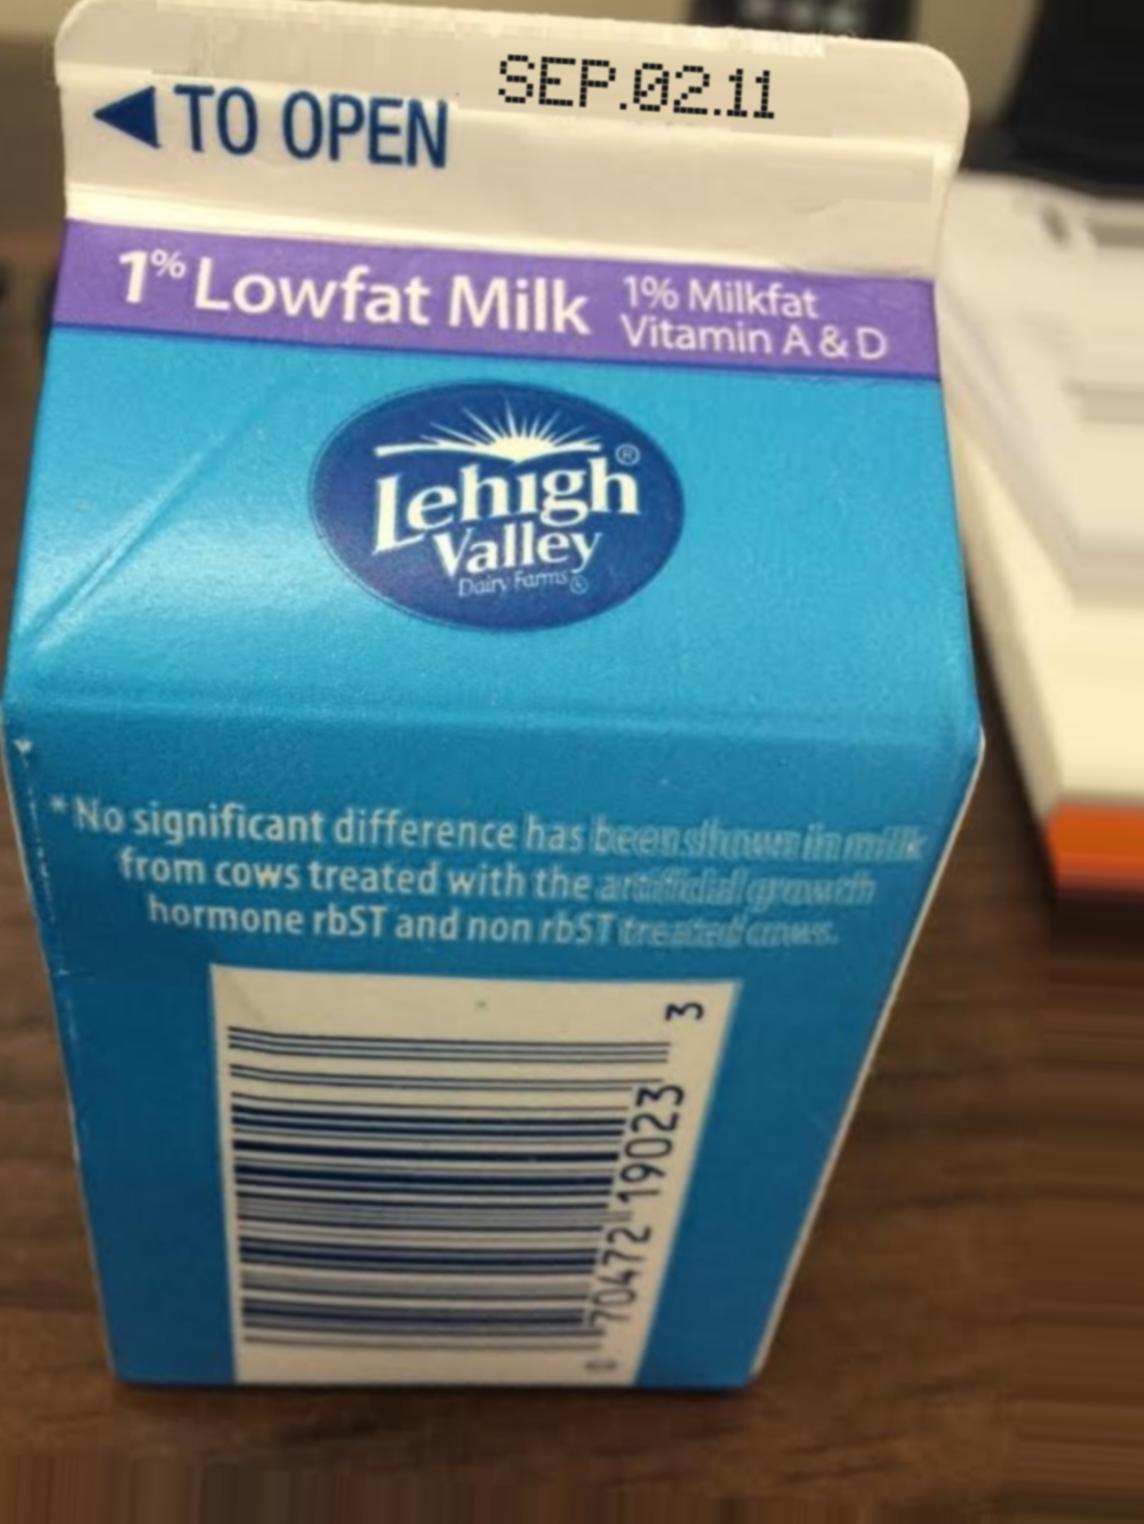 SEP.02.11
◀ TO OPEN
1% Lowfat Milk
1% Milkfat
Vitamin A & D
Lehigh®
Valley
Dairy Farms®
*No significant difference has been shown in milk
from cows treated with the artificial growth
hormone rbST and non rbST treated cows.
0 70472 19023 3